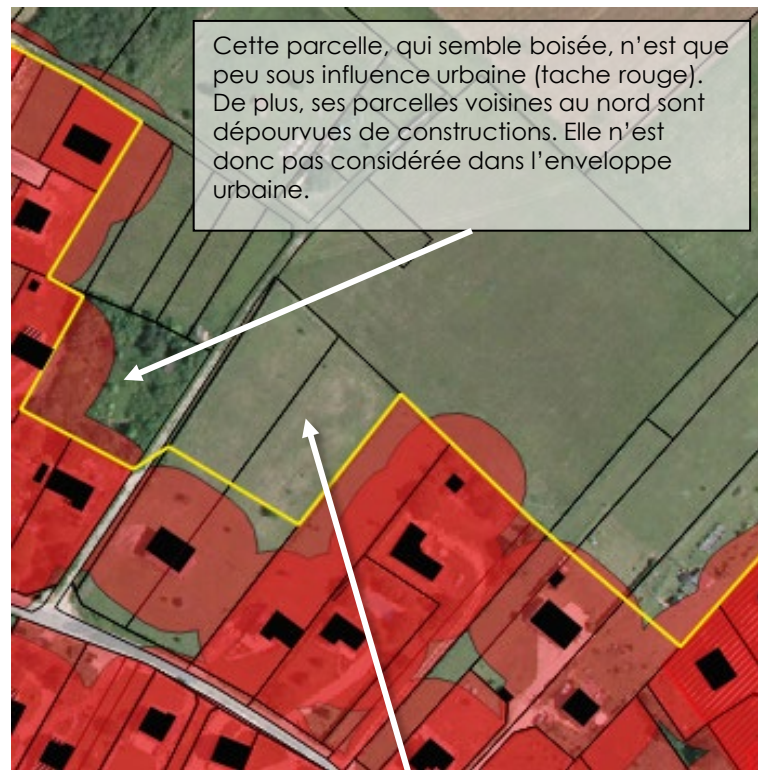 Cette parcelle, qui semble boisée, n’est que
peu sous influence urbaine (tache rouge).
De plus, ses parcelles voisines au nord sont
dépourvues de constructions. Elle n’est
donc pas considérée dans l’enveloppe
urbaine.